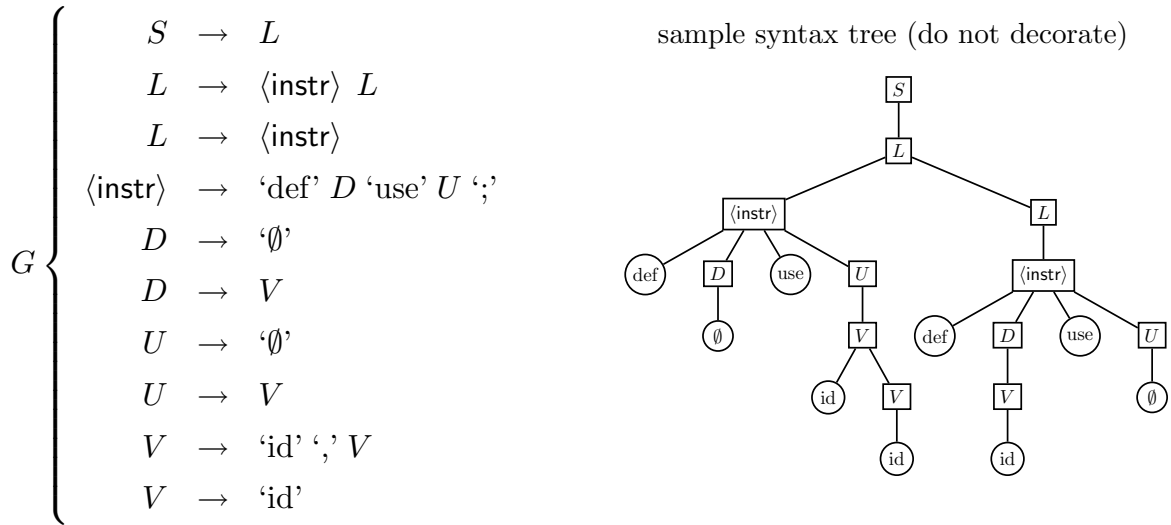 G
S → L
L → ⟨instr⟩ L
L → ⟨instr⟩
⟨instr⟩ → ‘def’ D ‘use’ U ‘;’
D → ‘∅’
D → V
U → ‘∅’
U → V
V → ‘id’ ‘,’ V
V → ‘id’
sample syntax tree (do not decorate)
S
L
⟨instr⟩ L
def D use U ⟨instr⟩
∅ V def D use U
id V V ∅
id id